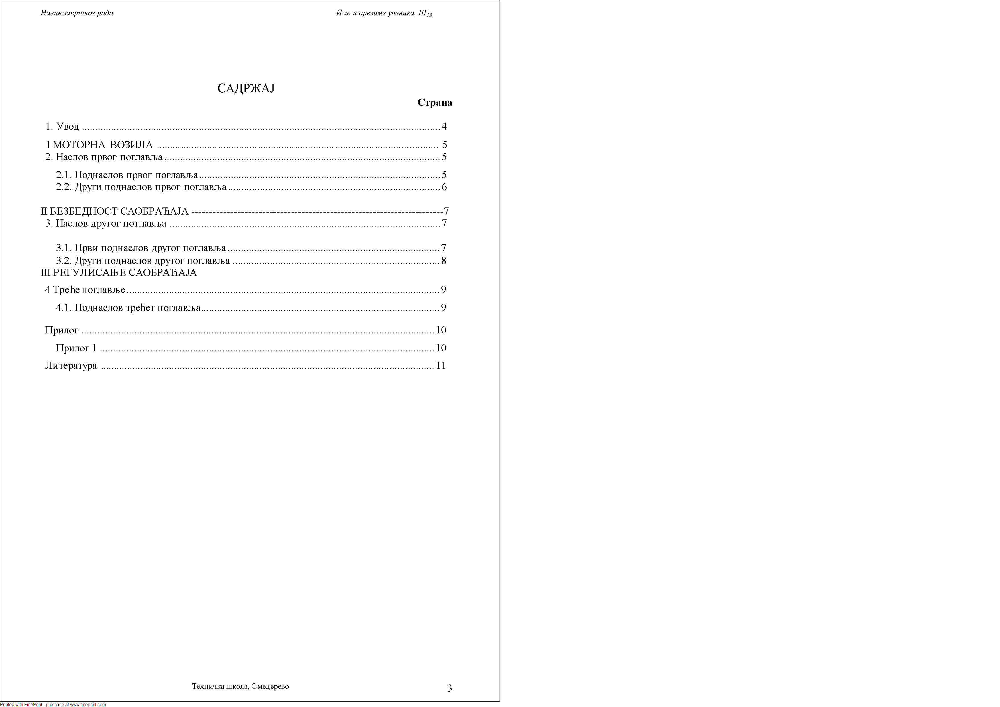 Назив завршног рада Име и презиме ученика, III18
САДРЖАЈ
Страна
1. Увод ........................................................................................................................................ 4
I МОТОРНА ВОЗИЛА ............................................................................................................ 5
2. Наслов првог поглавља ......................................................................................................... 5
2.1. Поднаслов првог поглавља ........................................................................................... 5
2.2. Други поднаслов првог поглавља ................................................................................. 6
II БЕЗБЕДНОСТ САОБРАЋАЈА -----------------------------------------------------------------------7
3. Наслов другог поглавља ....................................................................................................... 7
3.1. Први поднаслов другог поглавља ................................................................................. 7
3.2. Други поднаслов другог поглавља ............................................................................... 8
III РЕГУЛИСАЊЕ САОБРАЋАЈА
4 Треће поглавље ....................................................................................................................... 9
4.1. Поднаслов трећег поглавља ........................................................................................... 9
Прилог ....................................................................................................................................... 10
Прилог 1 ................................................................................................................................ 10
Литература ................................................................................................................................ 11
Техничка школа, Смедерево 3
Printed with FinePrint - purchase at www.fineprint.com